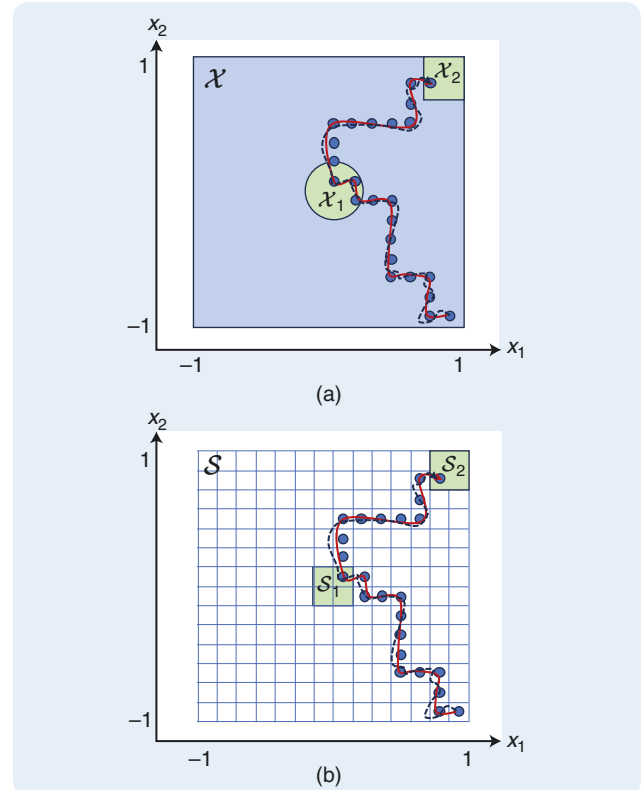 x₂
1
𝒳
𝒳₂
𝒳₁
–1
–1
1
x₁
(a)
x₂
1
𝒮
𝒮₂
𝒮₁
–1
–1
1
x₁
(b)